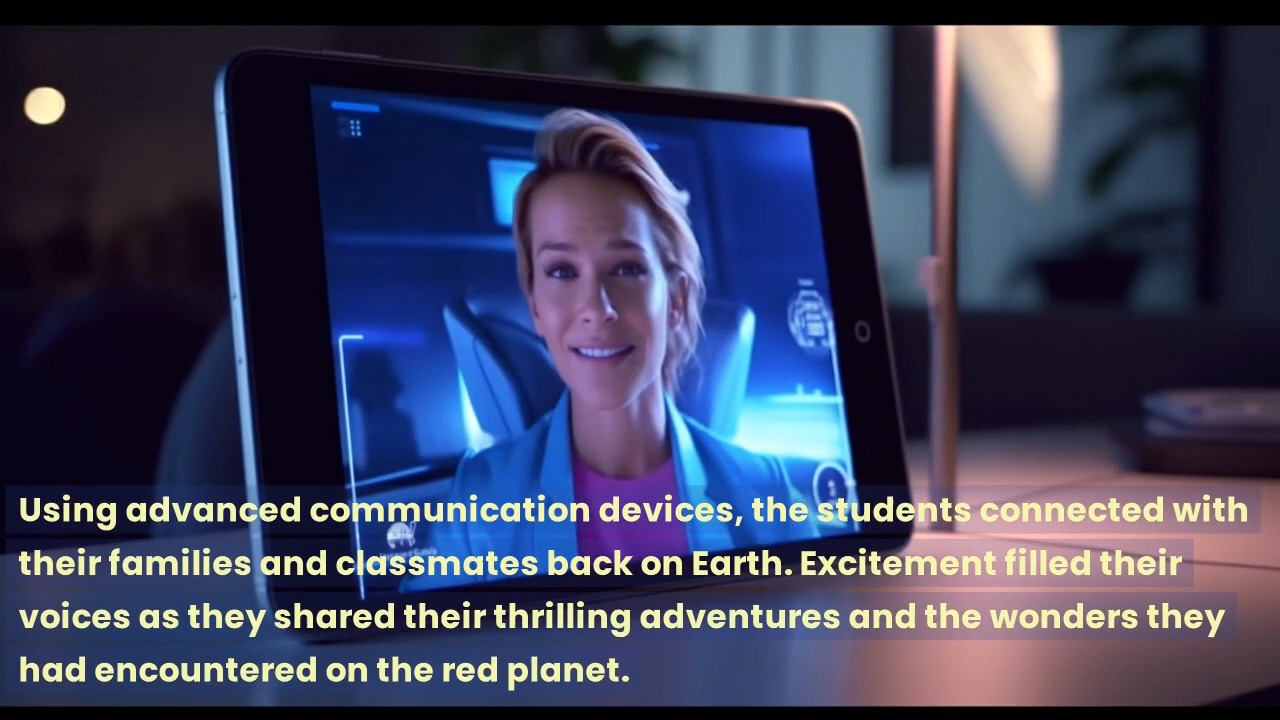 Using advanced communication devices, the students connected with
their families and classmates back on Earth. Excitement filled their
voices as they shared their thrilling adventures and the wonders they
had encountered on the red planet.